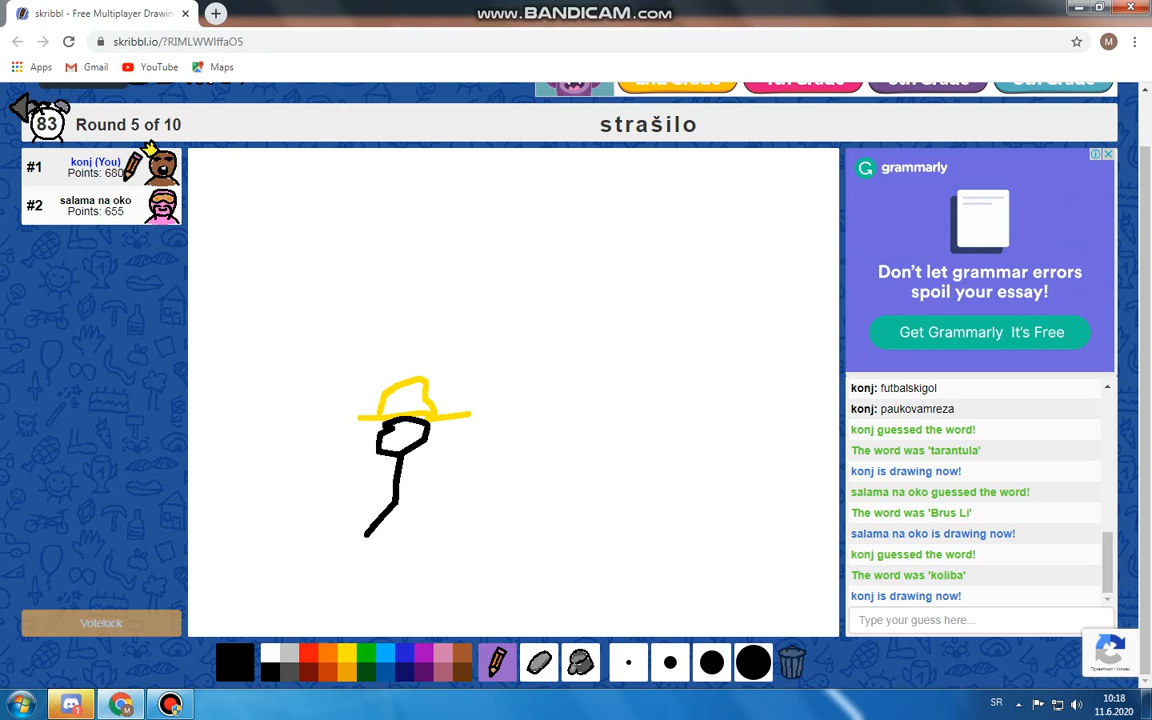 skribbl - Free Multiplayer Drawin
www.BANDICAM.com
skribbl.io/?RIMLWWIffaO5
M
Apps
Gmail
YouTube
Maps
83
Round 5 of 10
strašilo
#1
konj (You)
Points: 680
#2
salama na oko
Points: 655
grammarly
Don't let grammar errors
spoil your essay!
Get Grammarly It's Free
konj: futbalskigol
konj: paukovamreza
konj guessed the word!
The word was 'tarantula'
konj is drawing now!
salama na oko guessed the word!
The word was 'Brus Li'
salama na oko is drawing now!
konj guessed the word!
The word was 'koliba'
konj is drawing now!
Type your guess here...
Votekick
SR
10:18
11.6.2020